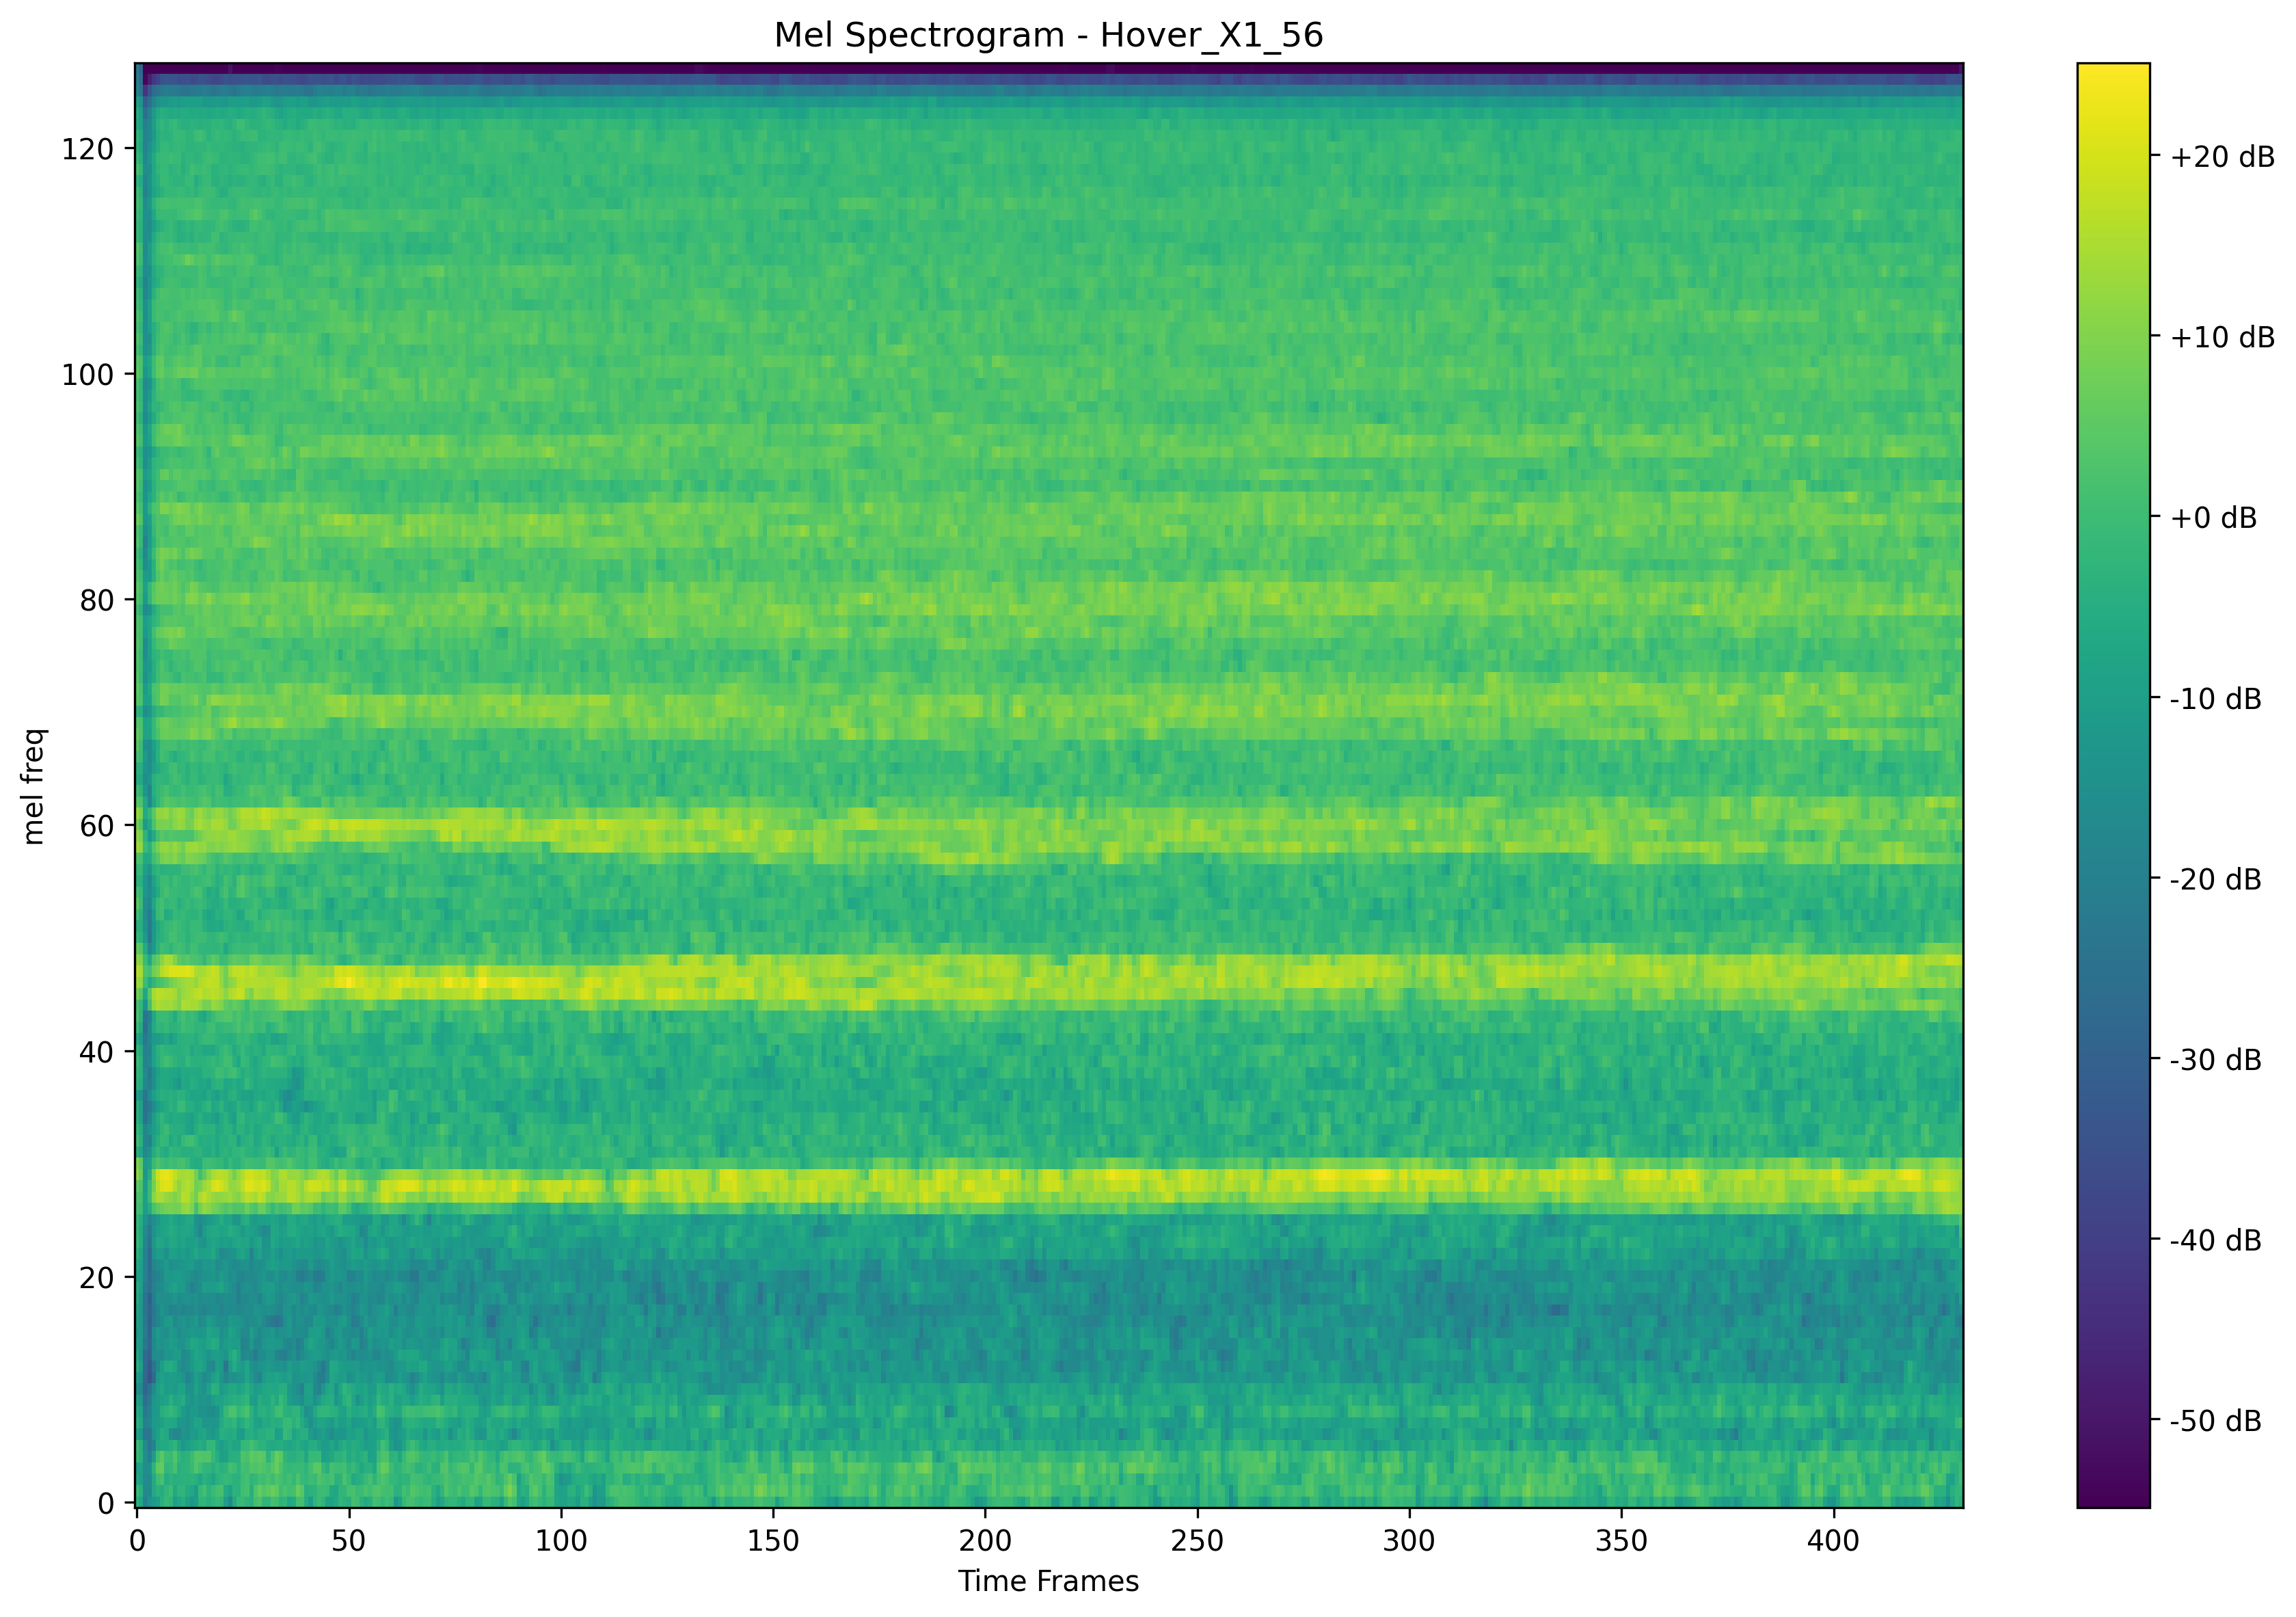 Mel Spectrogram - Hover_X1_56
mel freq
120
100
80
60
40
20
0
0 50 100 150 200 250 300 350 400
Time Frames
+20 dB
+10 dB
+0 dB
-10 dB
-20 dB
-30 dB
-40 dB
-50 dB